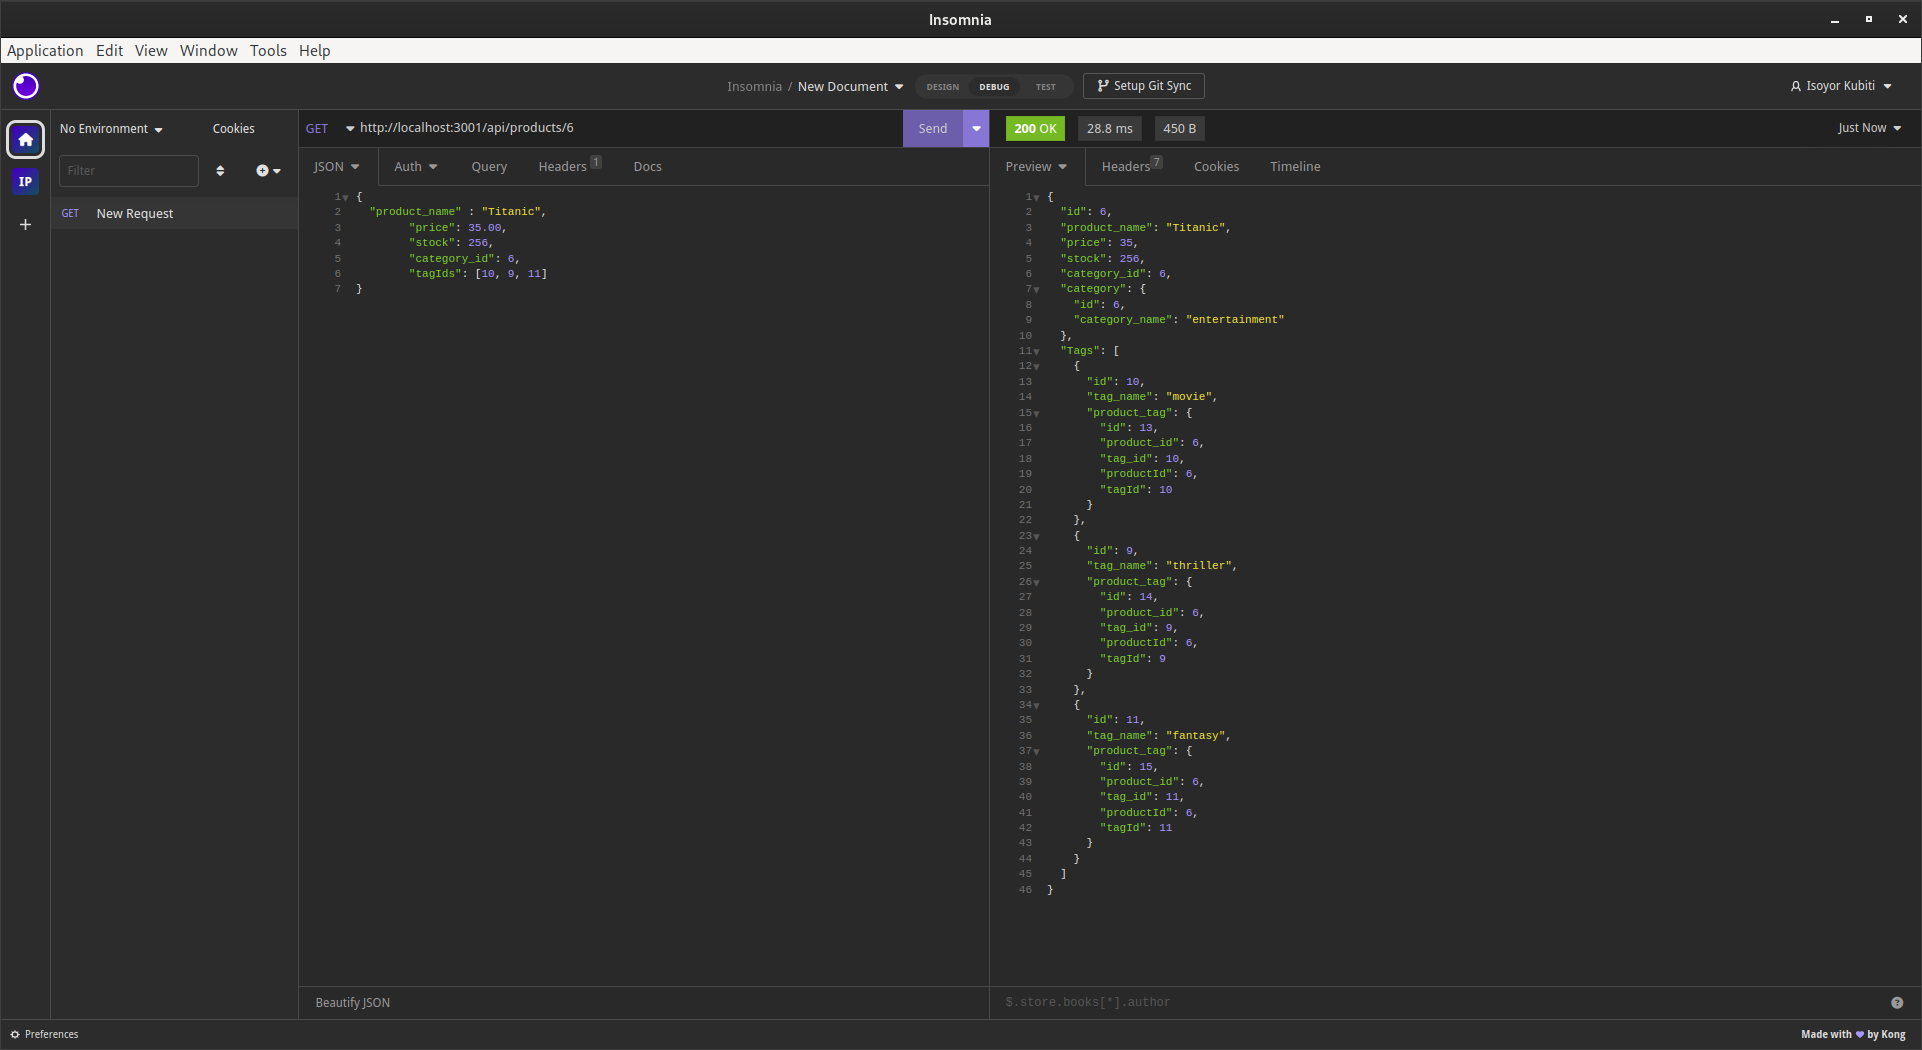 Insomnia
Application Edit View Window Tools Help
Insomnia / New Document DESIGN DEBUG TEST Setup Git Sync Isoyor Kubiti
No Environment Cookies
Filter
IP
GET New Request
GET http://localhost:3001/api/products/6 Send
JSON Auth Query Headers 1 Docs
1 {
2 "product_name" : "Titanic",
3 "price": 35.00,
4 "stock": 256,
5 "category_id": 6,
6 "tagIds": [10, 9, 11]
7 }
Beautify JSON
200 OK 28.8 ms 450 B Just Now
Preview Headers 7 Cookies Timeline
1 {
2 "id": 6,
3 "product_name": "Titanic",
4 "price": 35,
5 "stock": 256,
6 "category_id": 6,
7 "category": {
8 "id": 6,
9 "category_name": "entertainment"
10 },
11 "Tags": [
12 {
13 "id": 10,
14 "tag_name": "movie",
15 "product_tag": {
16 "id": 13,
17 "product_id": 6,
18 "tag_id": 10,
19 "productId": 6,
20 "tagId": 10
21 }
22 },
23 {
24 "id": 9,
25 "tag_name": "thriller",
26 "product_tag": {
27 "id": 14,
28 "product_id": 6,
29 "tag_id": 9,
30 "productId": 6,
31 "tagId": 9
32 }
33 },
34 {
35 "id": 11,
36 "tag_name": "fantasy",
37 "product_tag": {
38 "id": 15,
39 "product_id": 6,
40 "tag_id": 11,
41 "productId": 6,
42 "tagId": 11
43 }
44 }
45 ]
46 }
$.store.books[*].author
Preferences
Made with 💜 by Kong